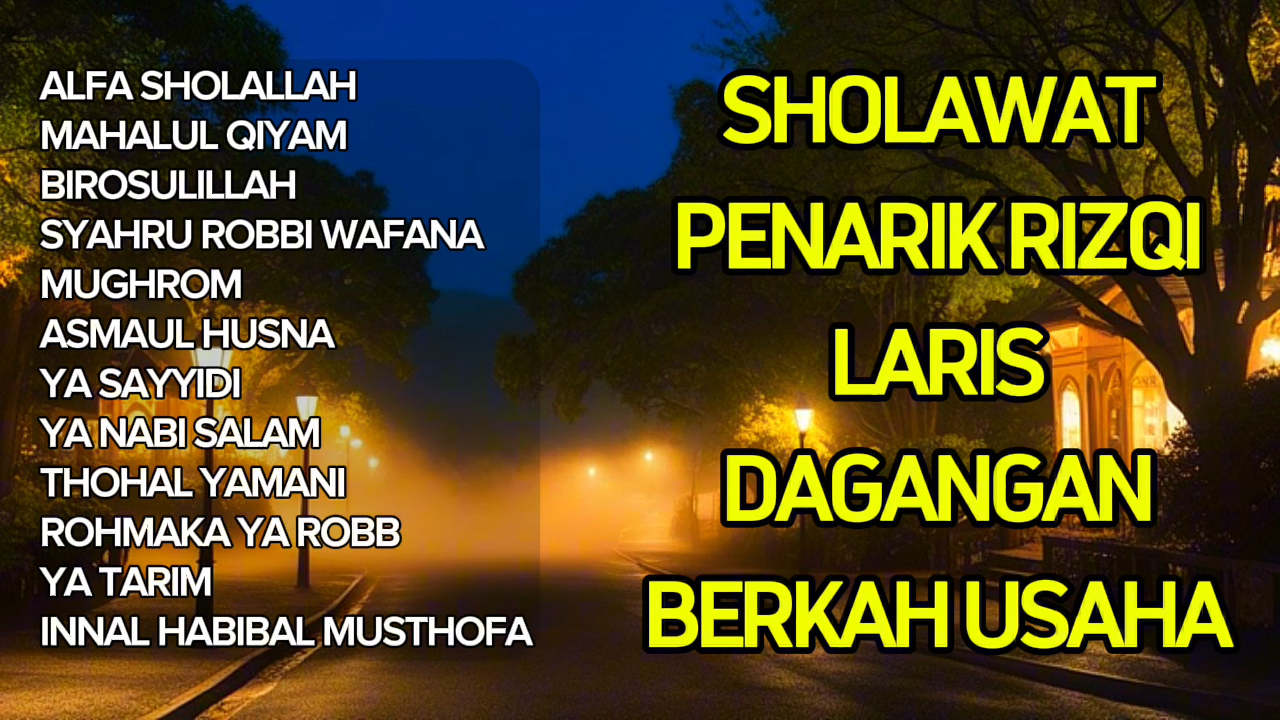 ALFA SHOLALLAH
MAHALUL QIYAM
BIROSULILLAH
SYAHRU ROBBI WAFANA
MUGHROM
ASMAUL HUSNA
YA SAYYIDI
YA NABI SALAM
THOHAL YAMANI
ROHMAKA YA ROBB
YA TARIM
INNAL HABIBAL MUSTHOFA
SHOLAWAT
PENARIK RIZQI
LARIS
DAGANGAN
BERKAH USAHA